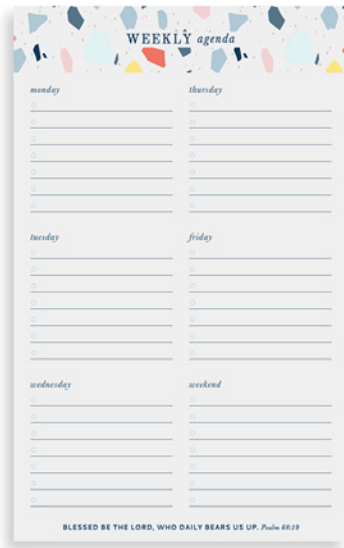 WEEKLY agenda
monday
thursday
tuesday
friday
wednesday
weekend
BLESSED BE THE LORD, WHO DAILY BEARS US UP. Psalm 68:19